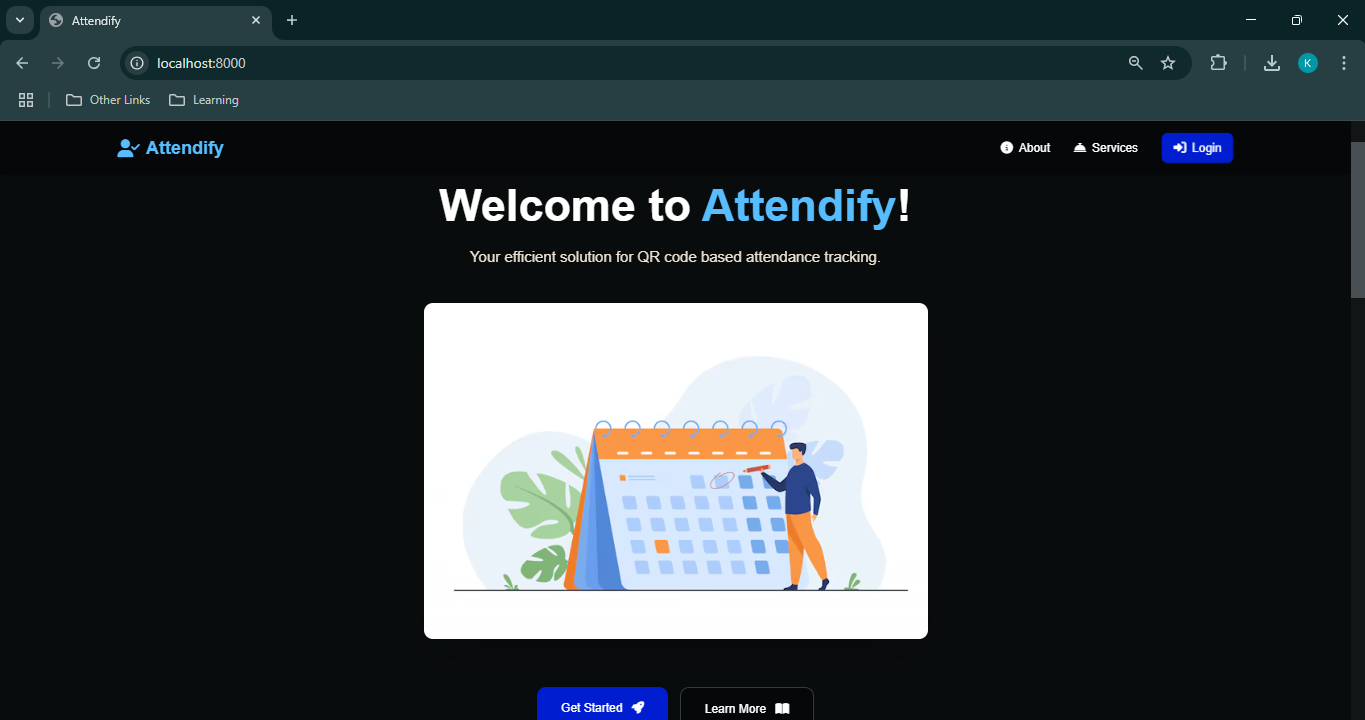 Attendify
localhost:8000
K
Other Links
Learning
Attendify
About
Services
Login
Welcome to Attendify!
Your efficient solution for QR code based attendance tracking.
Get Started
Learn More